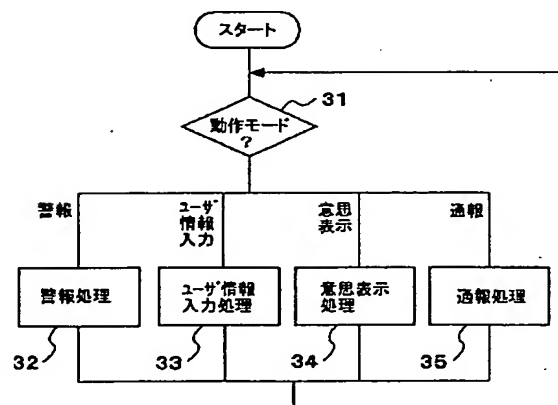 スタート
31
動作モード
?
警報
ユーザ
情報
入力
意思
表示
通報
警報処理
ユーザ情報
入力処理
意思表示
処理
通報処理
32
33
34
35